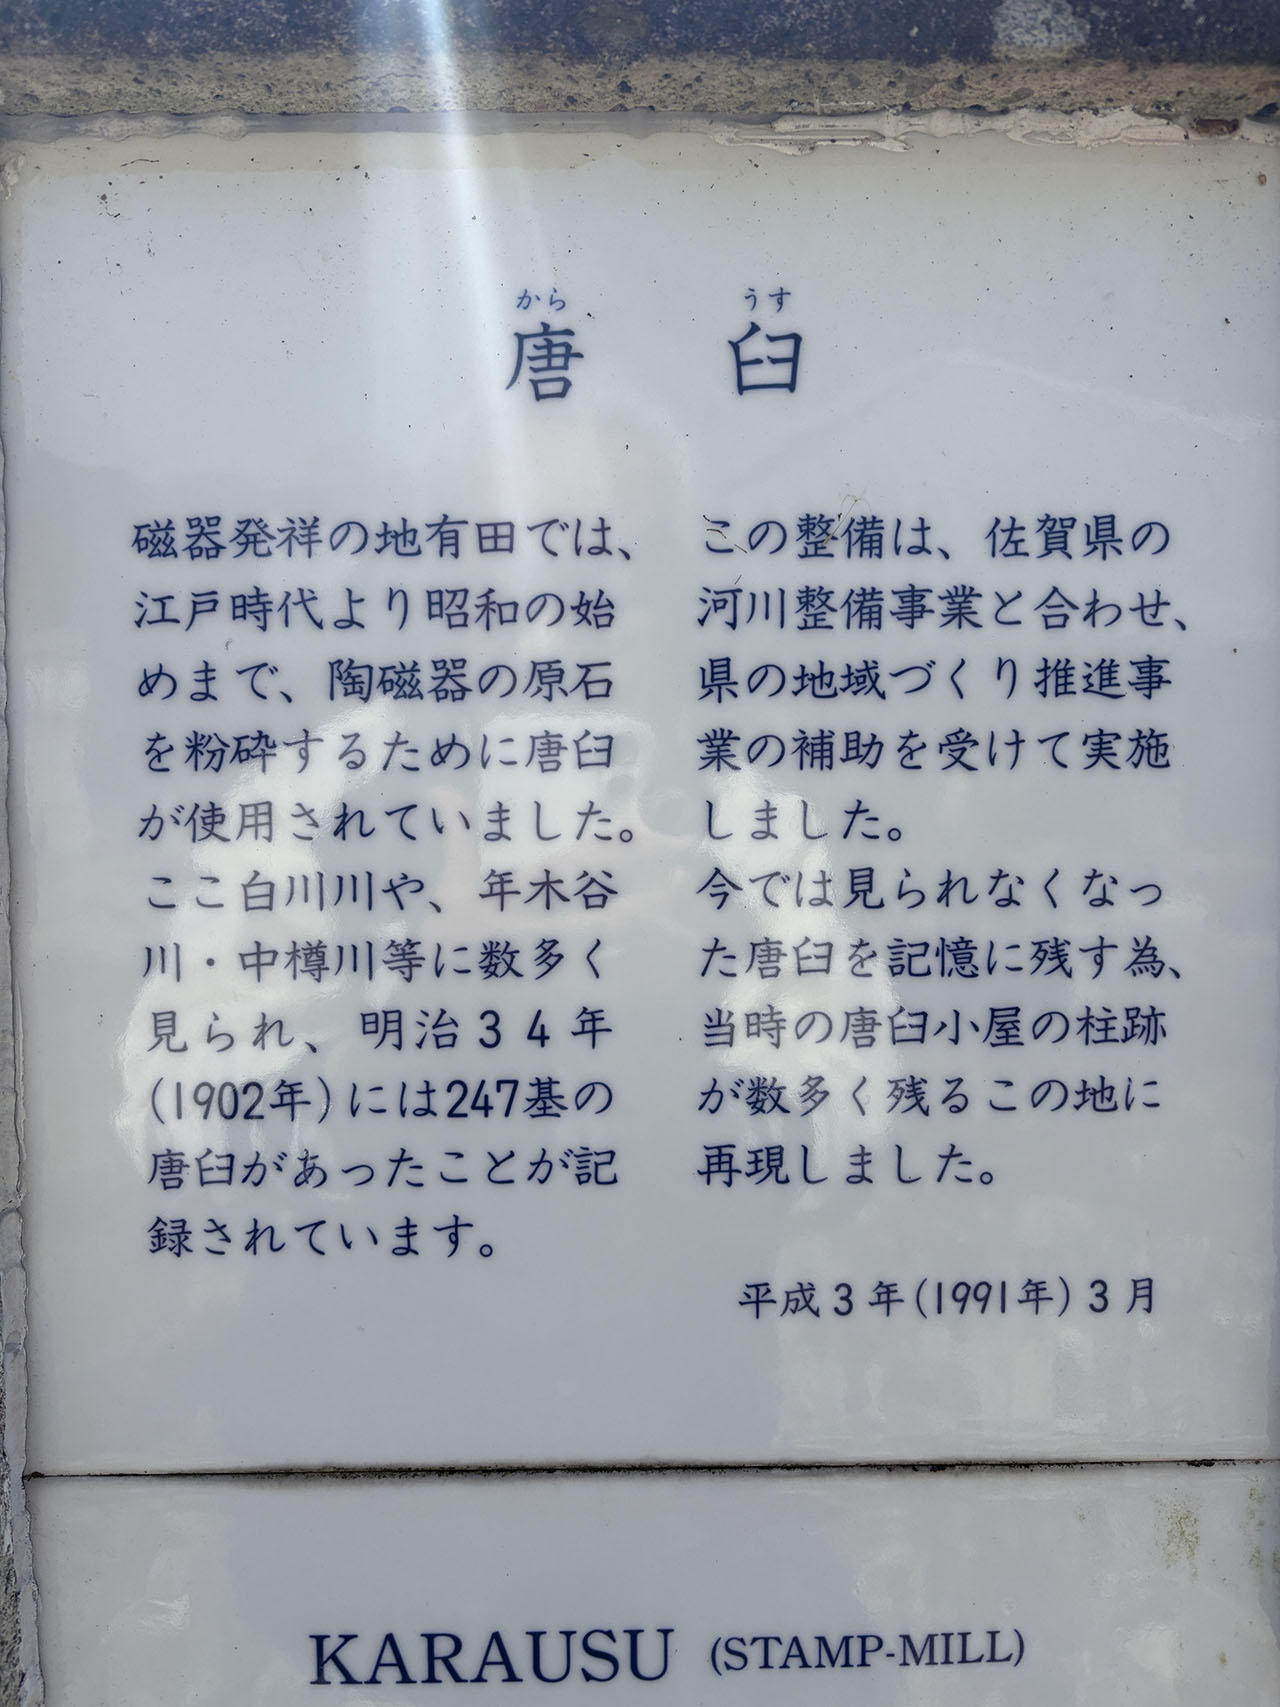 から うす
唐 臼
磁器発祥の地有田では、
江戸時代より昭和の始
めまで、陶磁器の原石
を粉砕するために唐臼
が使用されていました。
ここ白川川や、年木谷
川・中樽川等に数多く
見られ、明治34年
(1902年)には247基の
唐臼があったことが記
録されています。
この整備は、佐賀県の
河川整備事業と合わせ、
県の地域づくり推進事
業の補助を受けて実施
しました。
今では見られなくなっ
た唐臼を記憶に残す為、
当時の唐臼小屋の柱跡
が数多く残るこの地に
再現しました。
平成3年(1991年)3月
KARAUSU (STAMP-MILL)